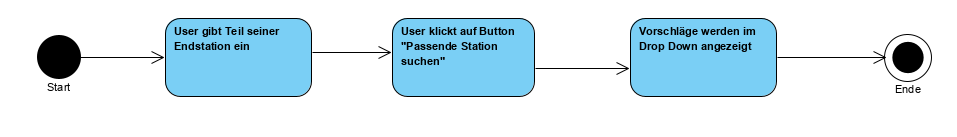 Start
User gibt Teil seiner
Endstation ein
User klickt auf Button
"Passende Station
suchen"
Vorschläge werden im
Drop Down angezeigt
Ende